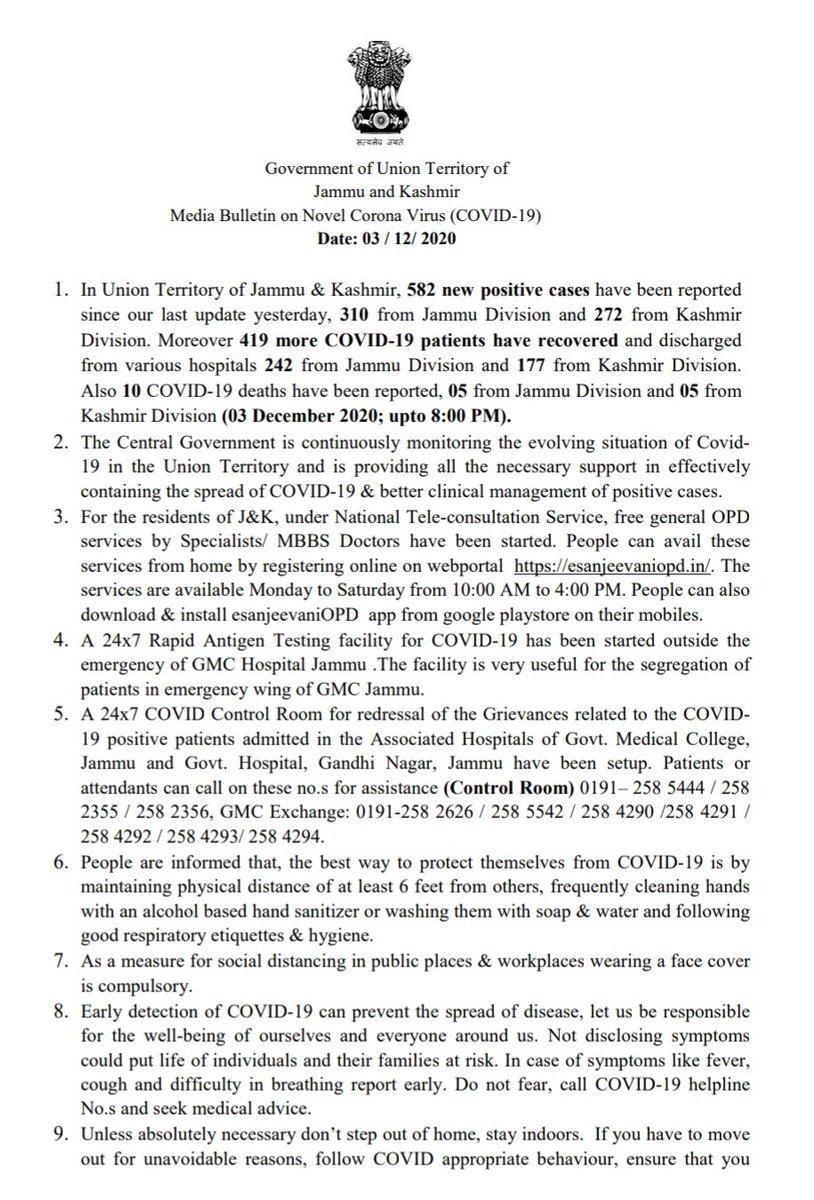 सत्यमेव जयते
Government of Union Territory of
Jammu and Kashmir
Media Bulletin on Novel Corona Virus (COVID-19)
Date: 03 / 12/ 2020
1. In Union Territory of Jammu & Kashmir, 582 new positive cases have been reported
since our last update yesterday, 310 from Jammu Division and 272 from Kashmir
Division. Moreover 419 more COVID-19 patients have recovered and discharged
from various hospitals 242 from Jammu Division and 177 from Kashmir Division.
Also 10 COVID-19 deaths have been reported, 05 from Jammu Division and 05 from
Kashmir Division (03 December 2020; upto 8:00 PM).
2. The Central Government is continuously monitoring the evolving situation of Covid-
19 in the Union Territory and is providing all the necessary support in effectively
containing the spread of COVID-19 & better clinical management of positive cases.
3. For the residents of J&K, under National Tele-consultation Service, free general OPD
services by Specialists/ MBBS Doctors have been started. People can avail these
services from home by registering online on webportal https://esanjeevaniopd.in/. The
services are available Monday to Saturday from 10:00 AM to 4:00 PM. People can also
download & install esanjeevaniOPD app from google playstore on their mobiles.
4. A 24x7 Rapid Antigen Testing facility for COVID-19 has been started outside the
emergency of GMC Hospital Jammu .The facility is very useful for the segregation of
patients in emergency wing of GMC Jammu.
5. A 24x7 COVID Control Room for redressal of the Grievances related to the COVID-
19 positive patients admitted in the Associated Hospitals of Govt. Medical College,
Jammu and Govt. Hospital, Gandhi Nagar, Jammu have been setup. Patients or
attendants can call on these no.s for assistance (Control Room) 0191– 258 5444 / 258
2355 / 258 2356, GMC Exchange: 0191-258 2626 / 258 5542 / 258 4290 /258 4291 /
258 4292 / 258 4293/ 258 4294.
6. People are informed that, the best way to protect themselves from COVID-19 is by
maintaining physical distance of at least 6 feet from others, frequently cleaning hands
with an alcohol based hand sanitizer or washing them with soap & water and following
good respiratory etiquettes & hygiene.
7. As a measure for social distancing in public places & workplaces wearing a face cover
is compulsory.
8. Early detection of COVID-19 can prevent the spread of disease, let us be responsible
for the well-being of ourselves and everyone around us. Not disclosing symptoms
could put life of individuals and their families at risk. In case of symptoms like fever,
cough and difficulty in breathing report early. Do not fear, call COVID-19 helpline
No.s and seek medical advice.
9. Unless absolutely necessary don’t step out of home, stay indoors. If you have to move
out for unavoidable reasons, follow COVID appropriate behaviour, ensure that you